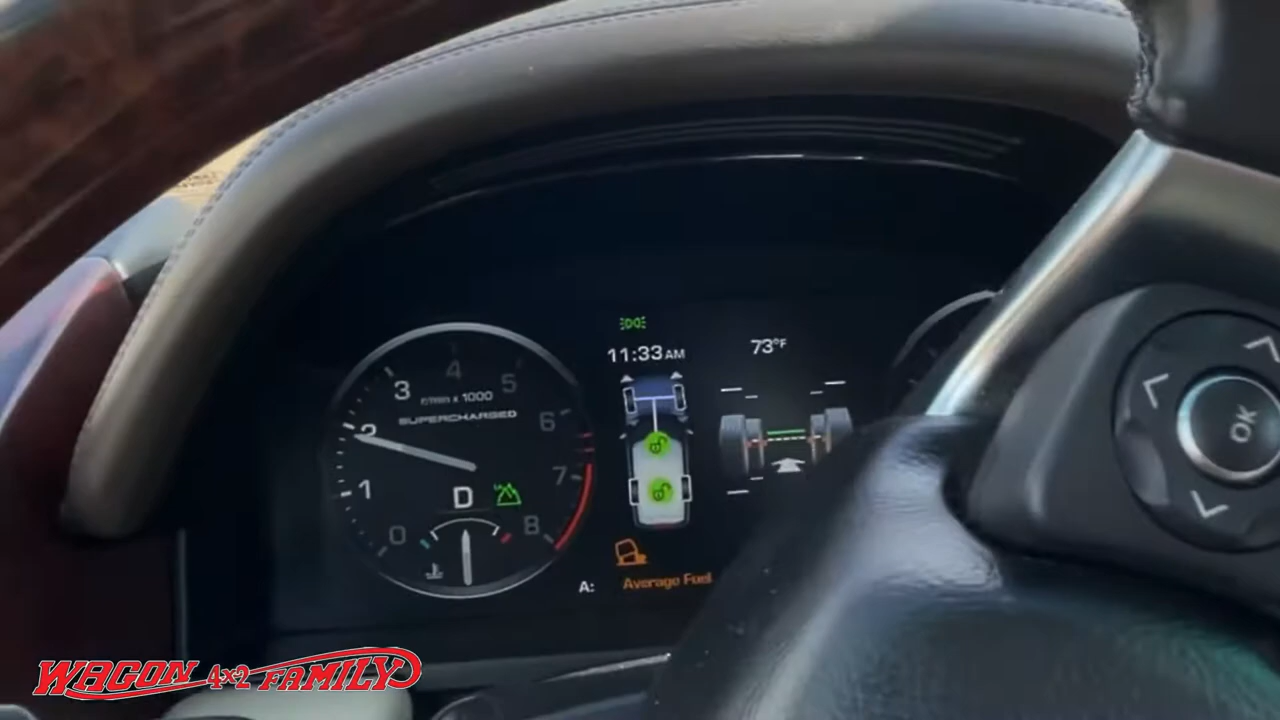 11:33 AM
73°F
0
1
2
3
4
5
6
7
8
r/min x 1000
SUPERCHARGED
D
A:
Average Fuel
OK
WAGON 4x2 FAMILY